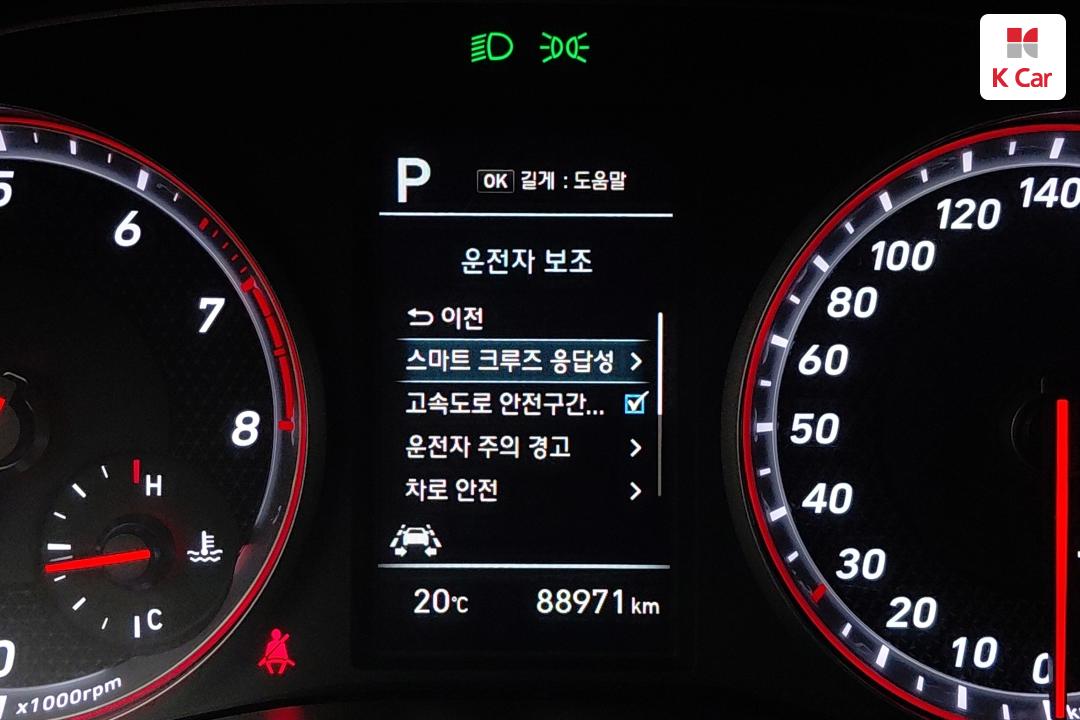 K Car
P
OK 길게 : 도움말
운전자 보조
이전
스마트 크루즈 응답성
고속도로 안전구간...
운전자 주의 경고
차로 안전
20℃
88971 km
5
6
7
8
H
C
0
x1000rpm
140
120
100
80
60
50
40
30
20
10
0